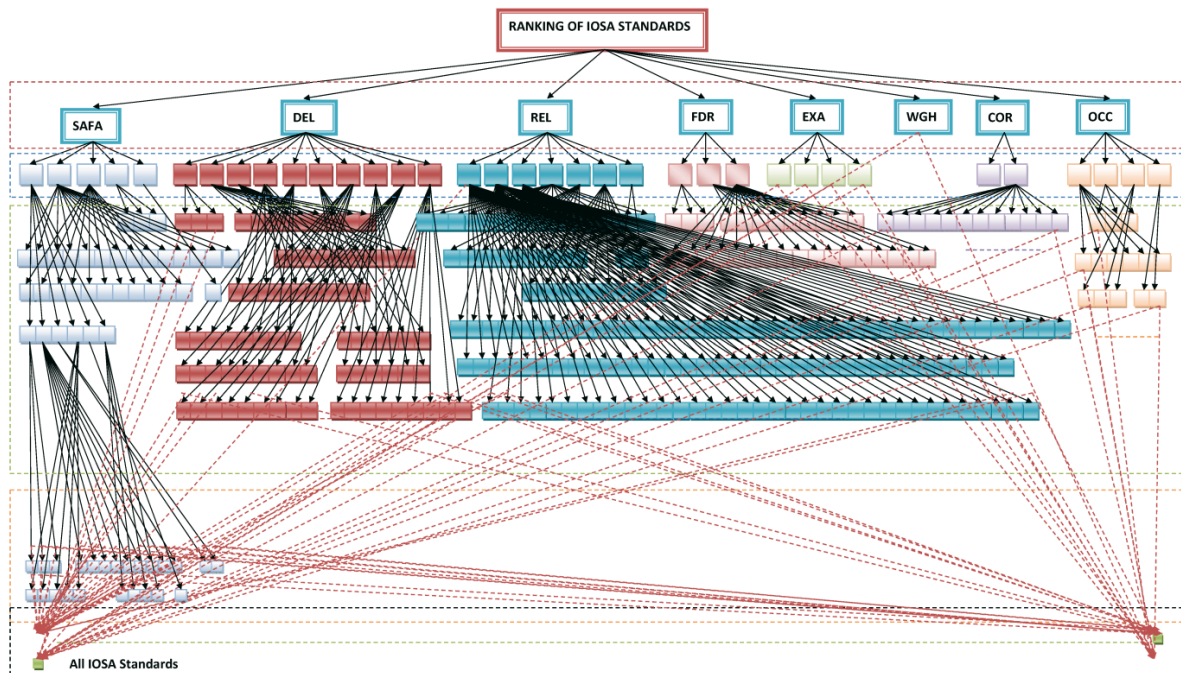 RANKING OF IOSA STANDARDS
SAFA
DEL
REL
FDR
EXA
WGH
COR
OCC
All IOSA Standards